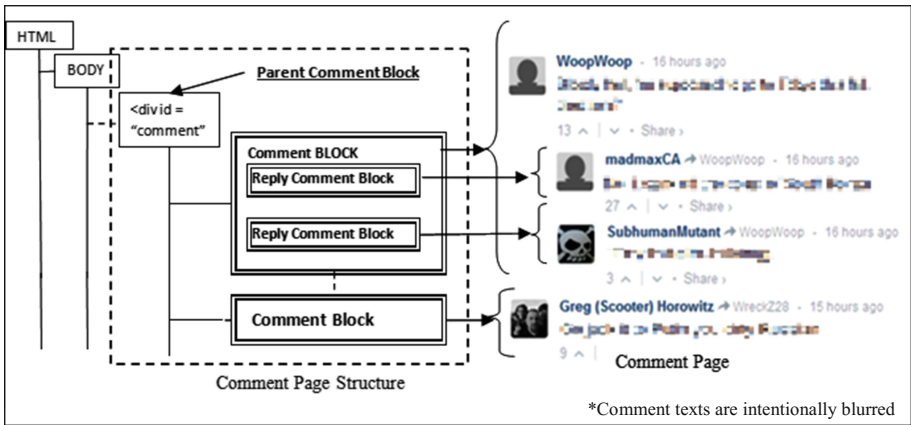 HTML
BODY
Parent Comment Block
<div id =
“comment”
Comment BLOCK
Reply Comment Block
Reply Comment Block
Comment Block
Comment Page Structure
WoopWoop • 16 hours ago
13 | • Share ›
madmaxCA WoopWoop • 16 hours ago
27 | • Share ›
SubhumanMutant WoopWoop • 16 hours ago
3 | • Share ›
Greg (Scooter) Horowitz WreckZ28 • 15 hours ago
9 |
Comment Page
*Comment texts are intentionally blurred